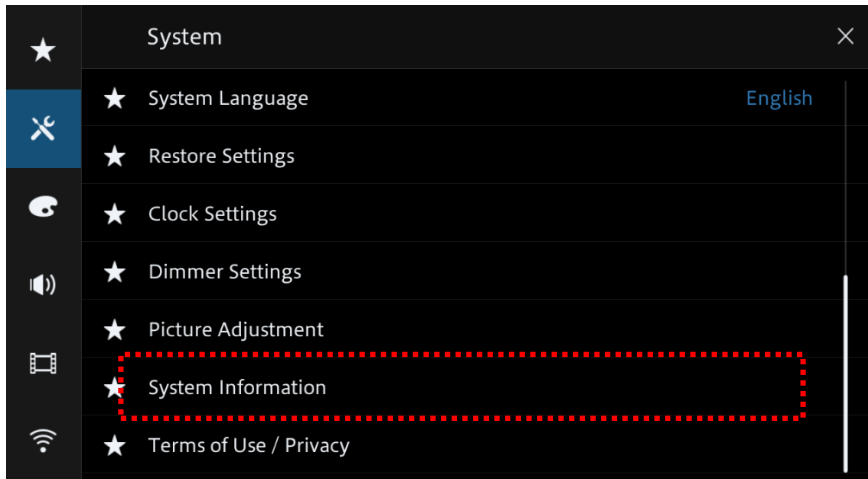 System
System Language English
Restore Settings
Clock Settings
Dimmer Settings
Picture Adjustment
System Information
Terms of Use / Privacy